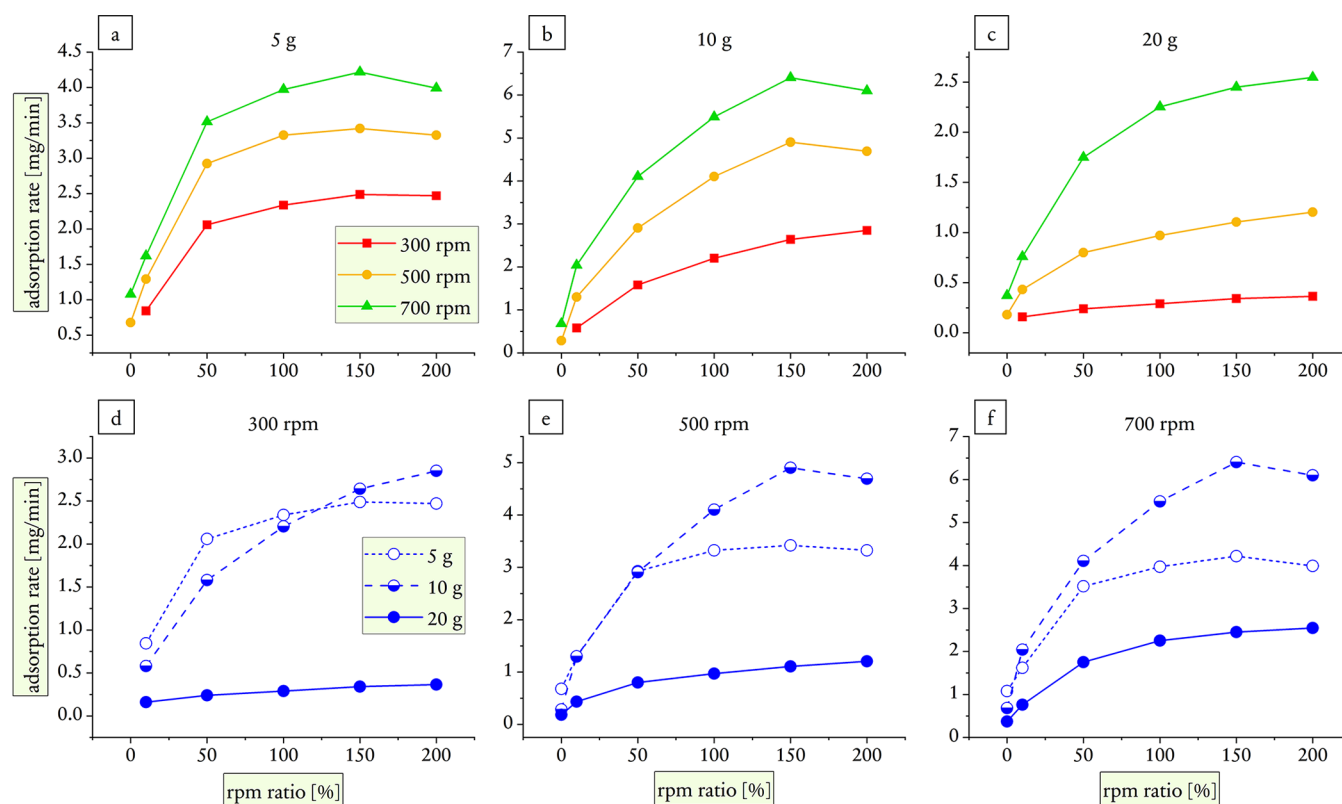 a
5 g
adsorption rate [mg/min]
4.5
4.0
3.5
3.0
2.5
2.0
1.5
1.0
0.5
300 rpm
500 rpm
700 rpm
0 50 100 150 200
b
10 g
7
6
5
4
3
2
1
0
0 50 100 150 200
c
20 g
2.5
2.0
1.5
1.0
0.5
0.0
0 50 100 150 200
d
300 rpm
adsorption rate [mg/min]
3.0
2.5
2.0
1.5
1.0
0.5
0.0
5 g
10 g
20 g
0 50 100 150 200
rpm ratio [%]
e
500 rpm
5
4
3
2
1
0
0 50 100 150 200
rpm ratio [%]
f
700 rpm
7
6
5
4
3
2
1
0
0 50 100 150 200
rpm ratio [%]